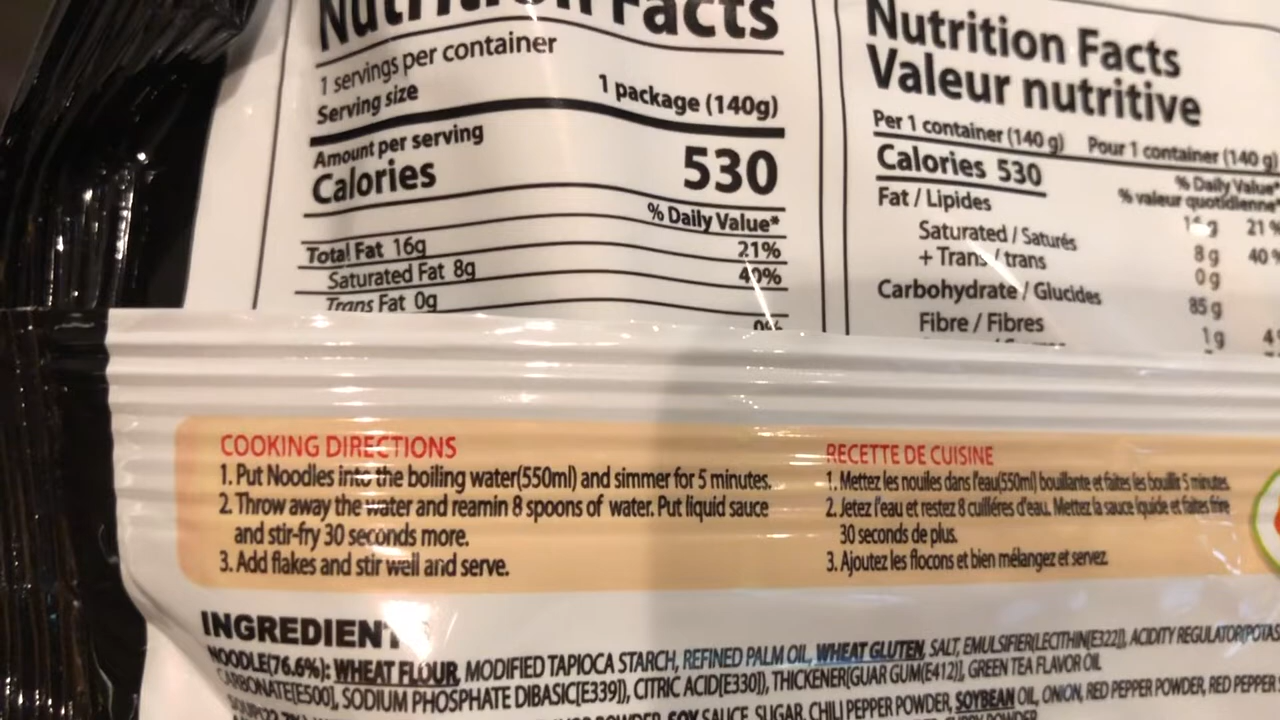 Nutrition Facts
1 servings per container
Serving size 1 package (140g)
Amount per serving
Calories 530
% Daily Value*
Total Fat 16g 21%
Saturated Fat 8g 40%
Trans Fat 0g
0%
Nutrition Facts
Valeur nutritive
Per 1 container (140 g) Pour 1 container (140 g)
Calories 530
% Daily Value*
% valeur quotidienne*
Fat / Lipides 21 %
Saturated / Saturés 8 g 40 %
+ Trans / trans 0 g
Carbohydrate / Glucides 85 g
Fibre / Fibres 1 g 4
COOKING DIRECTIONS
1. Put Noodles into the boiling water(550ml) and simmer for 5 minutes.
2. Throw away the water and reamin 8 spoons of water. Put liquid sauce
and stir-fry 30 seconds more.
3. Add flakes and stir well and serve.
RECETTE DE CUISINE
1. Mettez les nouiles dans l'eau(550ml) bouillante et faites les bouillir 5 minutes.
2. Jetez l'eau et restez 8 cuilléres d'eau. Mettez la sauce liquide et faites frire
30 seconds de plus.
3. Ajoutez les flocons et bien mélangez et servez.
INGREDIENT
NOODLE(76.6%): WHEAT FLOUR, MODIFIED TAPIOCA STARCH, REFINED PALM OIL, WHEAT GLUTEN, SALT, EMULSIFIER(LECITHIN[E322]), ACIDITY REGULATOR(POTAS
CARBONATE[E500], SODIUM PHOSPHATE DIBASIC[E339]), CITRIC ACID[E330]), THICKENER[GUAR GUM(E412)], GREEN TEA FLAVOR OIL
POWDER, SOY SAUCE, SUGAR, CHILI PEPPER POWDER, SOYBEAN OIL, ONION, RED PEPPER POWDER, RED PEPPER